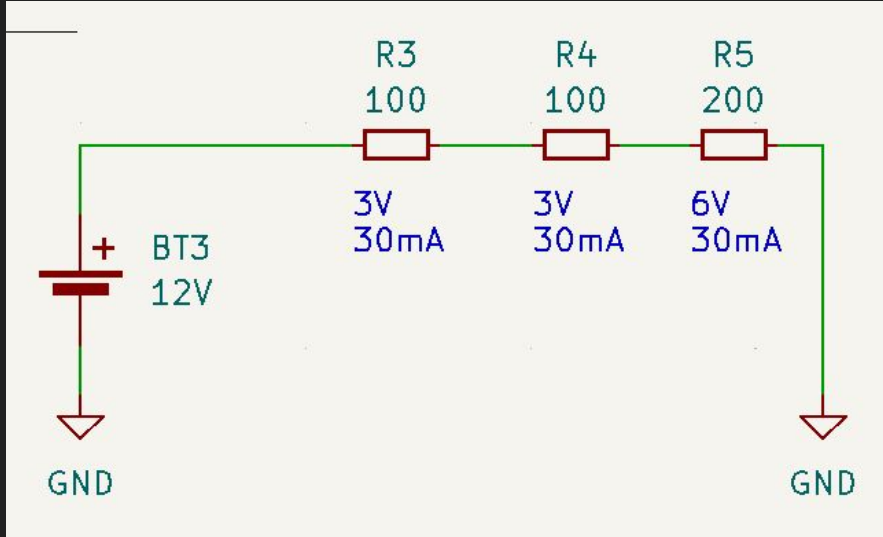 R3
100
R4
100
R5
200
3V
30mA
3V
30mA
6V
30mA
+
BT3
12V
GND
GND